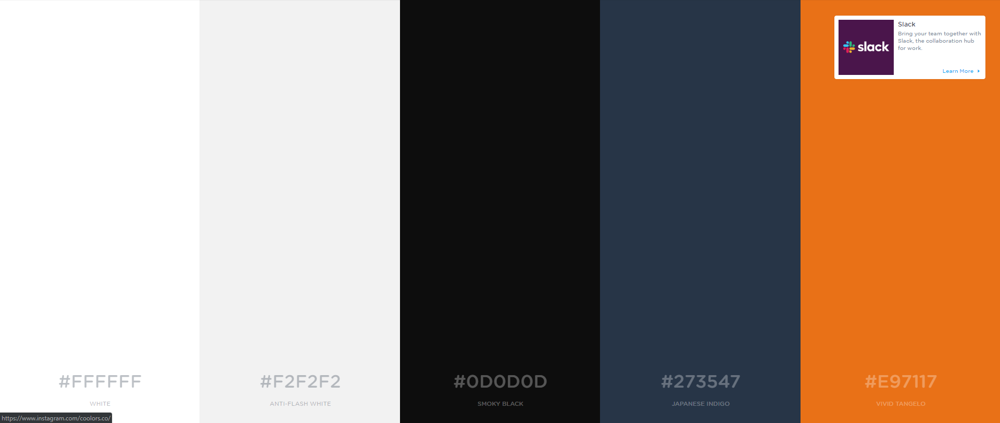 Slack
Bring your team together with
Slack, the collaboration hub
for work.
slack
Learn More
#FFFFFF
WHITE
#F2F2F2
ANTI-FLASH WHITE
#0D0D0D
SMOKY BLACK
#273547
JAPANESE INDIGO
#E97117
VIVID TANGELO
https://www.instagram.com/coolors.co/